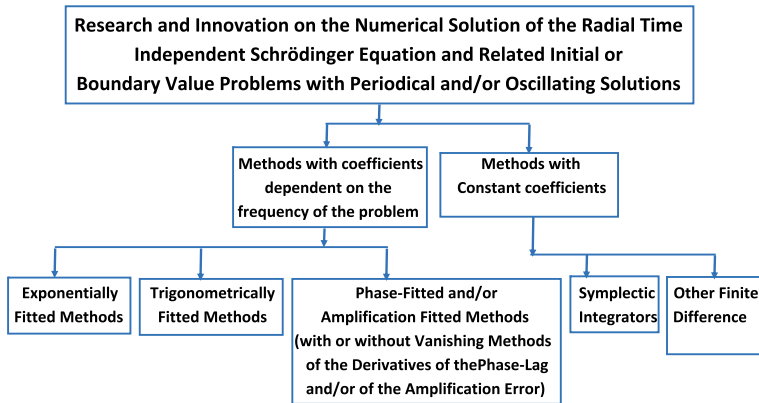 Research and Innovation on the Numerical Solution of the Radial Time
Independent Schrödinger Equation and Related Initial or
Boundary Value Problems with Periodical and/or Oscillating Solutions
Methods with coefficients
dependent on the
frequency of the problem
Methods with
Constant coefficients
Exponentially
Fitted Methods
Trigonometrically
Fitted Methods
Phase-Fitted and/or
Amplification Fitted Methods
(with or without Vanishing Methods
of the Derivatives of thePhase-Lag
and/or of the Amplification Error)
Symplectic
Integrators
Other Finite
Difference